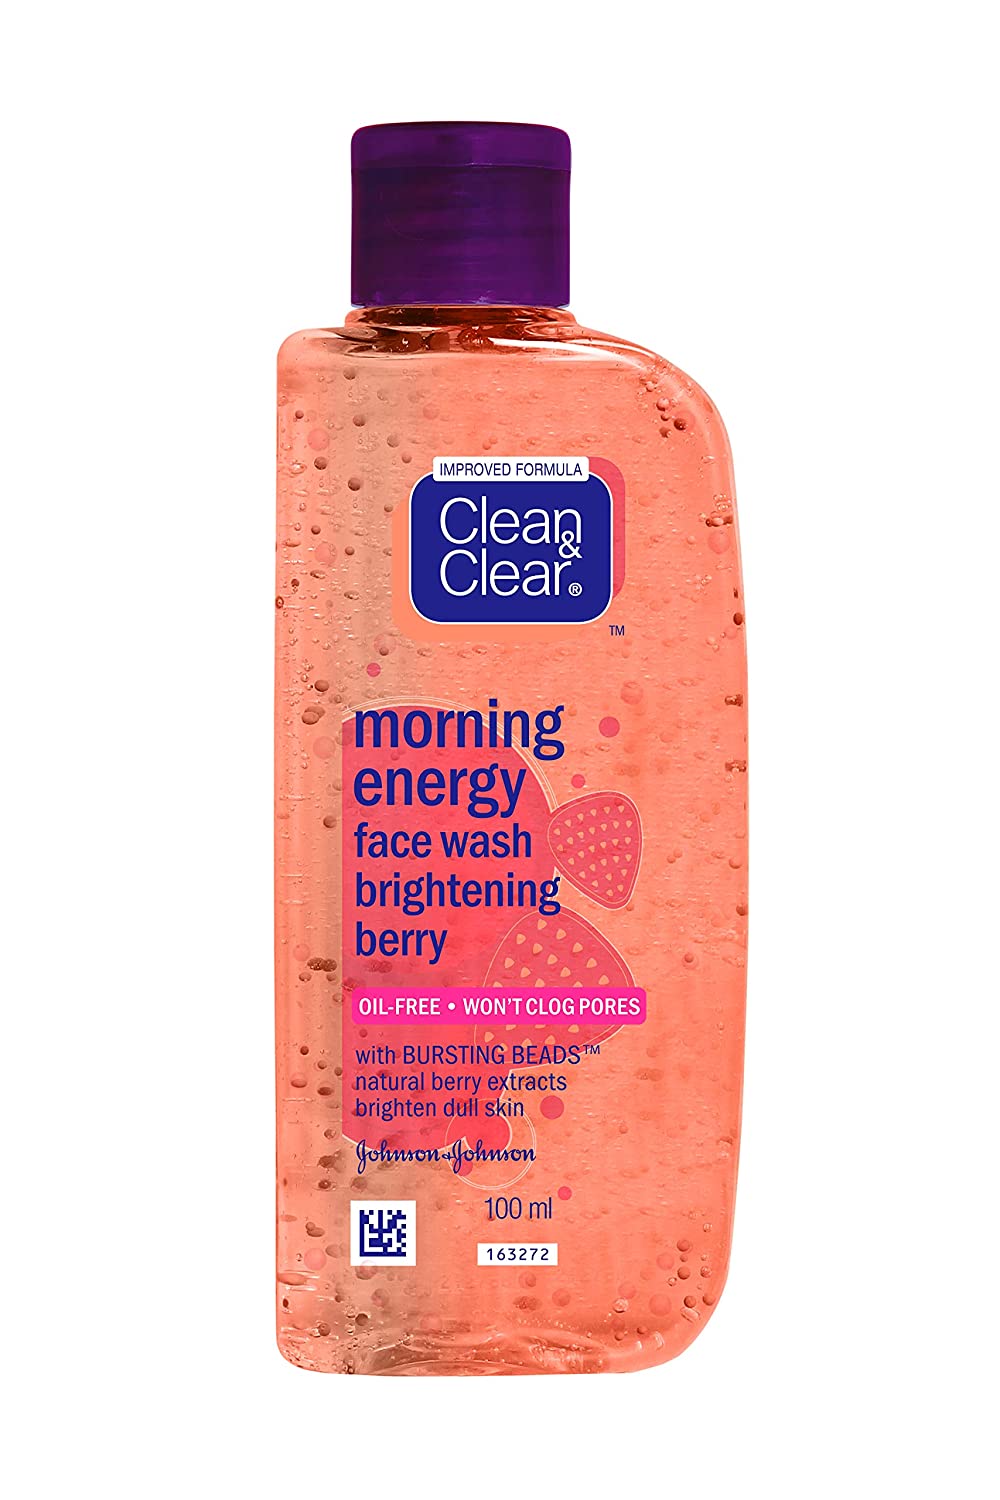 IMPROVED FORMULA
Clean
&
Clear®
™
morning
energy
face wash
brightening
berry
OIL-FREE • WON'T CLOG PORES
with BURSTING BEADS™
natural berry extracts
brighten dull skin
Johnson & Johnson
100 ml
163272